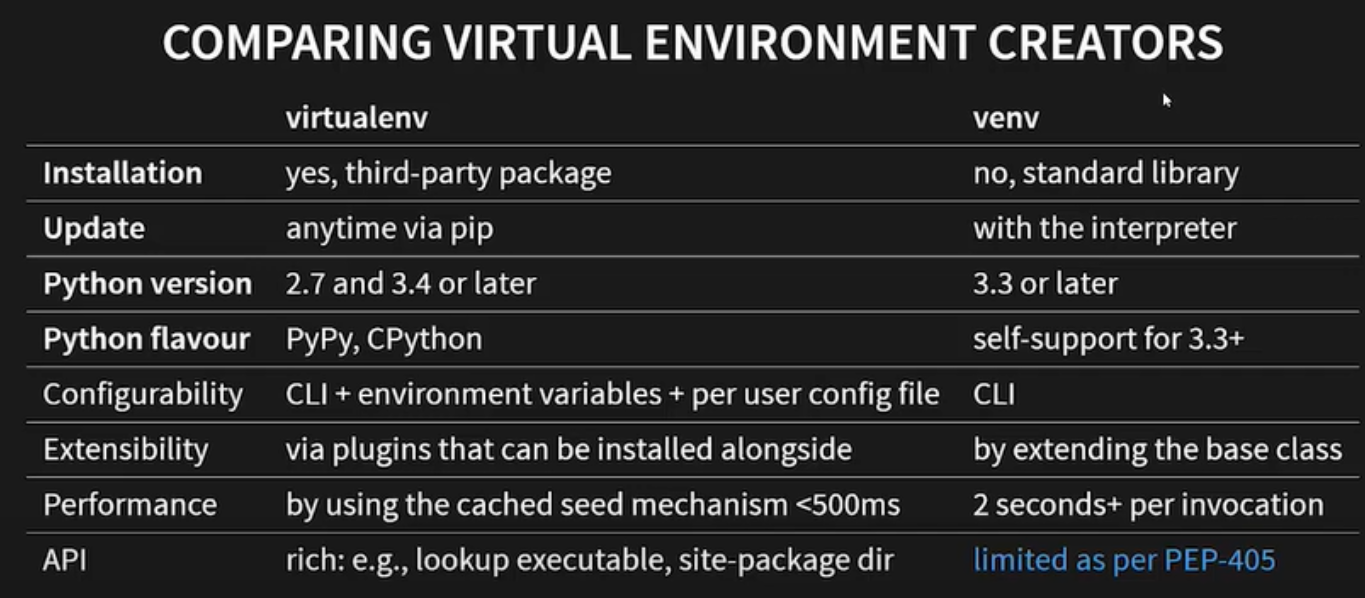 COMPARING VIRTUAL ENVIRONMENT CREATORS
virtualenv venv
Installation yes, third-party package no, standard library
Update anytime via pip with the interpreter
Python version 2.7 and 3.4 or later 3.3 or later
Python flavour PyPy, CPython self-support for 3.3+
Configurability CLI + environment variables + per user config file CLI
Extensibility via plugins that can be installed alongside by extending the base class
Performance by using the cached seed mechanism <500ms 2 seconds+ per invocation
API rich: e.g., lookup executable, site-package dir limited as per PEP-405